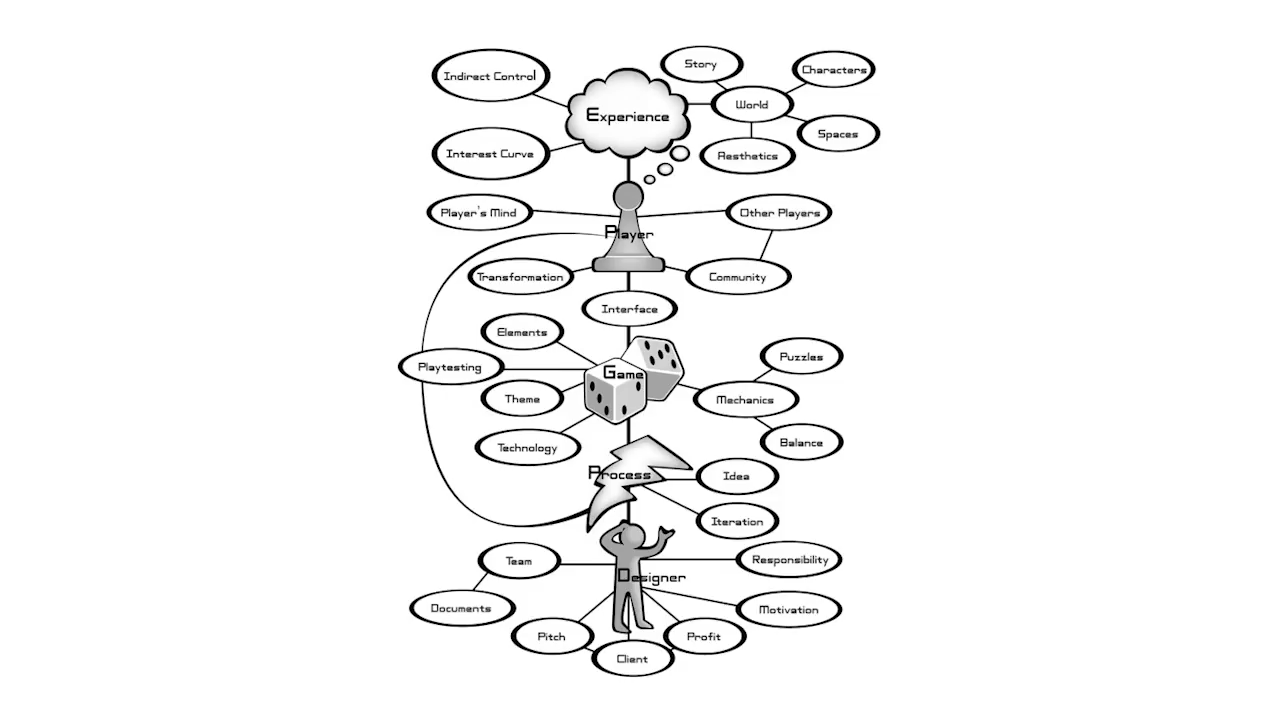 Indirect Control
Story
Characters
Experience
World
Spaces
Interest Curve
Aesthetics
Player's Mind
Other Players
Player
Transformation
Community
Interface
Elements
Puzzles
Playtesting
Game
Theme
Mechanics
Technology
Balance
Process
Idea
Iteration
Team
Responsibility
Designer
Documents
Motivation
Pitch
Profit
Client